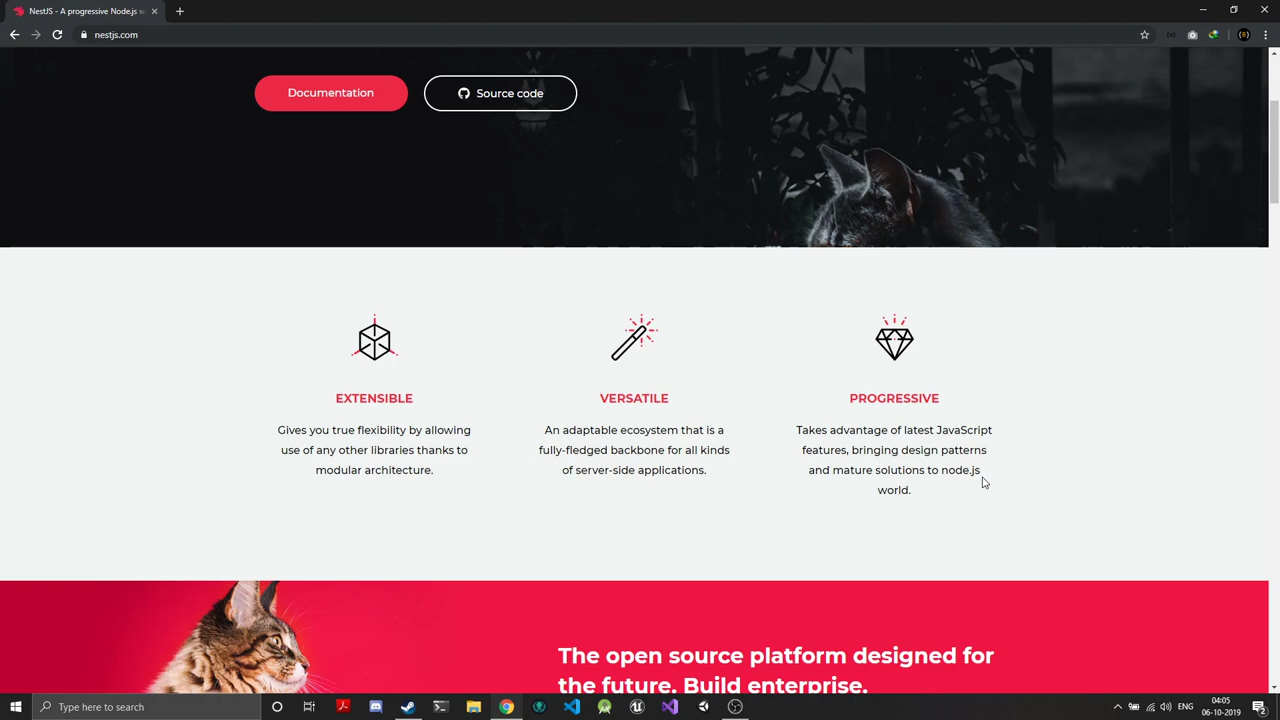 NestJS - A progressive Node.js w
nestjs.com
Documentation
Source code
EXTENSIBLE
Gives you true flexibility by allowing
use of any other libraries thanks to
modular architecture.
VERSATILE
An adaptable ecosystem that is a
fully-fledged backbone for all kinds
of server-side applications.
PROGRESSIVE
Takes advantage of latest JavaScript
features, bringing design patterns
and mature solutions to node.js
world.
The open source platform designed for
the future. Build enterprise.
Type here to search
ENG
04:05
06-10-2019
2